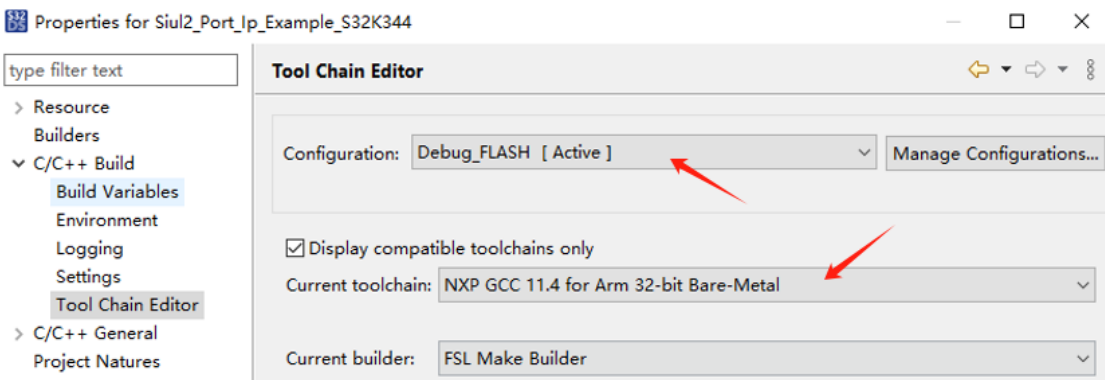 S32 DS Properties for Siul2_Port_Ip_Example_S32K344
type filter text
Tool Chain Editor
Resource
Builders
C/C++ Build
Build Variables
Environment
Logging
Settings
Tool Chain Editor
C/C++ General
Project Natures
Configuration: Debug_FLASH [ Active ] Manage Configurations...
Display compatible toolchains only
Current toolchain: NXP GCC 11.4 for Arm 32-bit Bare-Metal
Current builder: FSL Make Builder